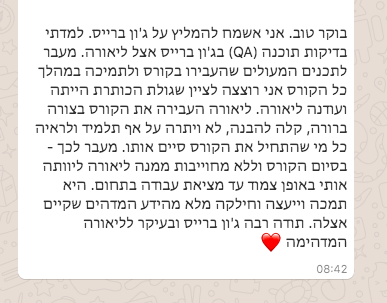 בוקר טוב. אני אשמח להמליץ על ג'ון ברייס. למדתי
בדיקות תוכנה (QA) בג'ון ברייס אצל ליאורה. מעבר
לתכנים המעולים שהעבירו בקורס ולתמיכה במהלך
כל הקורס אני רוצצה לציין שגולת הכותרת הייתה
ועודנה ליאורה. ליאורה העבירה את הקורס בצורה
ברורה, קלה להבנה, לא ויתרה על אף תלמיד ולראיה
כל מי שהתחיל את הקורס סיים אותו. מעבר לכך -
בסיום הקורס וללא מחוייבות ממנה ליאורה ליוותה
אותי באופן צמוד עד מציאת עבודה בתחום. היא
תמכה וייעצה וחילקה מלא מהידע המדהים שקיים
אצלה. תודה רבה ג'ון ברייס ובעיקר לליאורה
המדהימה ❤️
08:42